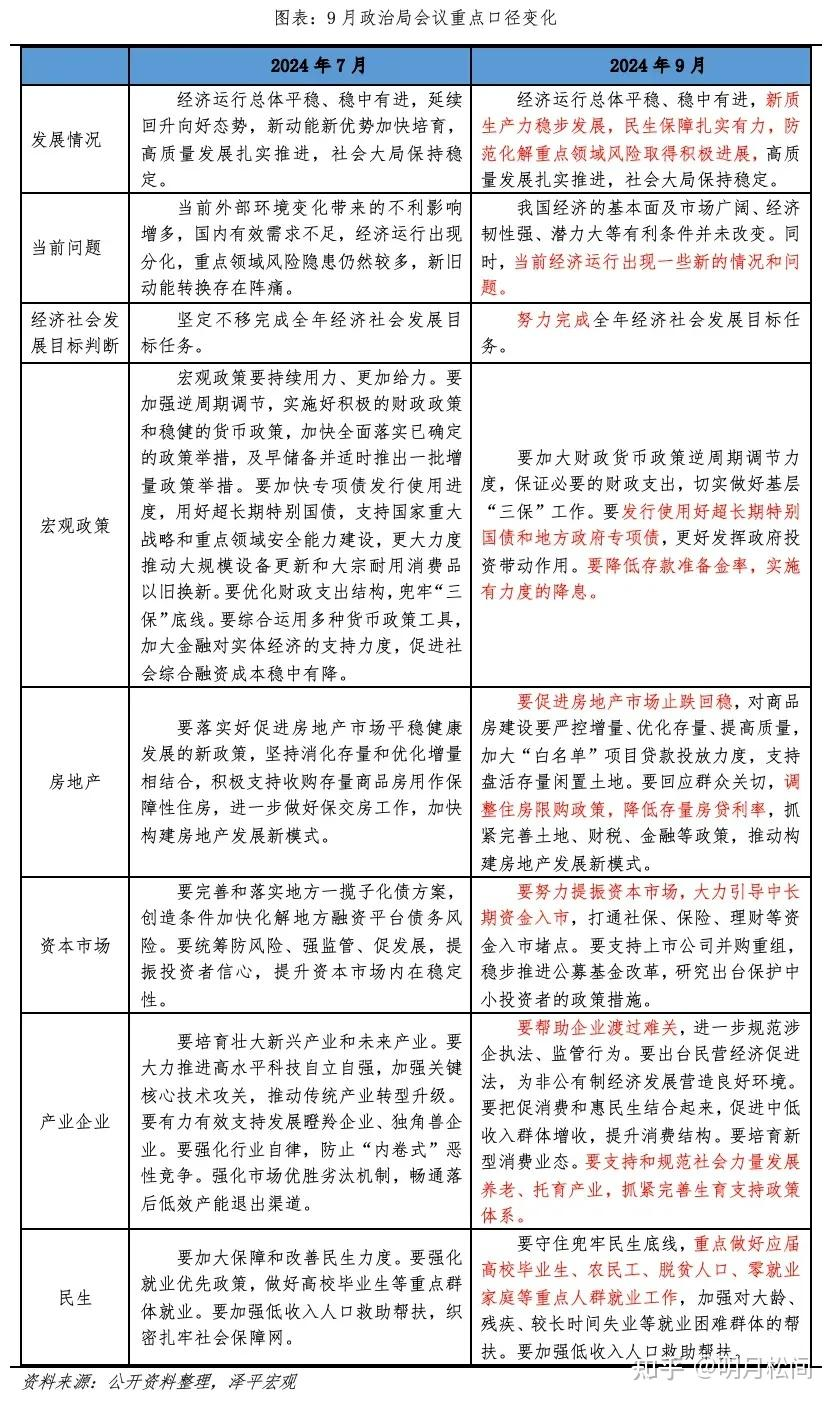 图表：9月政治局会议重点口径变化
2024年7月
2024年9月
发展情况
经济运行总体平稳、稳中有进，延续
回升向好态势，新动能新优势加快培育，
高质量发展扎实推进，社会大局保持稳
定。
经济运行总体平稳、稳中有进，新质
生产力稳步发展，民生保障扎实有力，防
范化解重点领域风险取得积极进展，高质
量发展扎实推进，社会大局保持稳定。
当前问题
当前外部环境变化带来的不利影响
增多，国内有效需求不足，经济运行出现
分化，重点领域风险隐患仍然较多，新旧
动能转换存在阵痛。
我国经济的基本面及市场广阔、经济
韧性强、潜力大等有利条件并未改变。同
时，当前经济运行出现一些新的情况和问
题。
经济社会发
展目标判断
坚定不移完成全年经济社会发展目
标任务。
努力完成全年经济社会发展目标任
务。
宏观政策
宏观政策要持续用力、更加给力。要
加强逆周期调节，实施好积极的财政政策
和稳健的货币政策，加快全面落实已确定
的政策举措，及早储备并适时推出一批增
量政策举措。要加快专项债发行使用进
度，用好超长期特别国债，支持国家重大
战略和重点领域安全能力建设，更大力度
推动大规模设备更新和大宗耐用消费品
以旧换新。要优化财政支出结构，兜牢“三
保”底线。要综合运用多种货币政策工具，
加大金融对实体经济的支持力度，促进社
会综合融资成本稳中有降。
要加大财政货币政策逆周期调节力
度，保证必要的财政支出，切实做好基层
“三保”工作。要发行使用好超长期特别
国债和地方政府专项债，更好发挥政府投
资带动作用。要降低存款准备金率，实施
有力度的降息。
房地产
要落实好促进房地产市场平稳健康
发展的新政策，坚持消化存量和优化增量
相结合，积极支持收购存量商品房用作保
障性住房，进一步做好保交房工作，加快
构建房地产发展新模式。
要促进房地产市场止跌回稳，对商品
房建设要严控增量、优化存量、提高质量，
加大“白名单”项目贷款投放力度，支持
盘活存量闲置土地。要回应群众关切，调
整住房限购政策，降低存量房贷利率，抓
紧完善土地、财税、金融等政策，推动构
建房地产发展新模式。
资本市场
要完善和落实地方一揽子化债方案，
创造条件加快化解地方融资平台债务风
险。要统筹防风险、强监管、促发展，提
振投资者信心，提升资本市场内在稳定
性。
要努力提振资本市场，大力引导中长
期资金入市，打通社保、保险、理财等资
金入市堵点。要支持上市公司并购重组，
稳步推进公募基金改革，研究出台保护中
小投资者的政策措施。
产业企业
要培育壮大新兴产业和未来产业。要
大力推进高水平科技自立自强，加强关键
核心技术攻关，推动传统产业转型升级。
要有力有效支持发展瞪羚企业、独角兽企
业。要强化行业自律，防止“内卷式”恶
性竞争。强化市场优胜劣汰机制，畅通落
后低效产能退出渠道。
要帮助企业渡过难关，进一步规范涉
企执法、监管行为。要出台民营经济促进
法，为非公有制经济发展营造良好环境。
要把促消费和惠民生结合起来，促进中低
收入群体增收，提升消费结构。要培育新
型消费业态。要支持和规范社会力量发展
养老、托育产业，抓紧完善生育支持政策
体系。
民生
要加大保障和改善民生力度。要强化
就业优先政策，做好高校毕业生等重点群
体就业。要加强低收入人口救助帮扶，织
密扎牢社会保障网。
要守住兜牢民生底线，重点做好应届
高校毕业生、农民工、脱贫人口、零就业
家庭等重点人群就业工作，加强对大龄、
残疾、较长时间失业等就业困难群体的帮
扶。要加强低收入人口救助帮扶。
知乎 @明月松间
资料来源：公开资料整理，泽平宏观